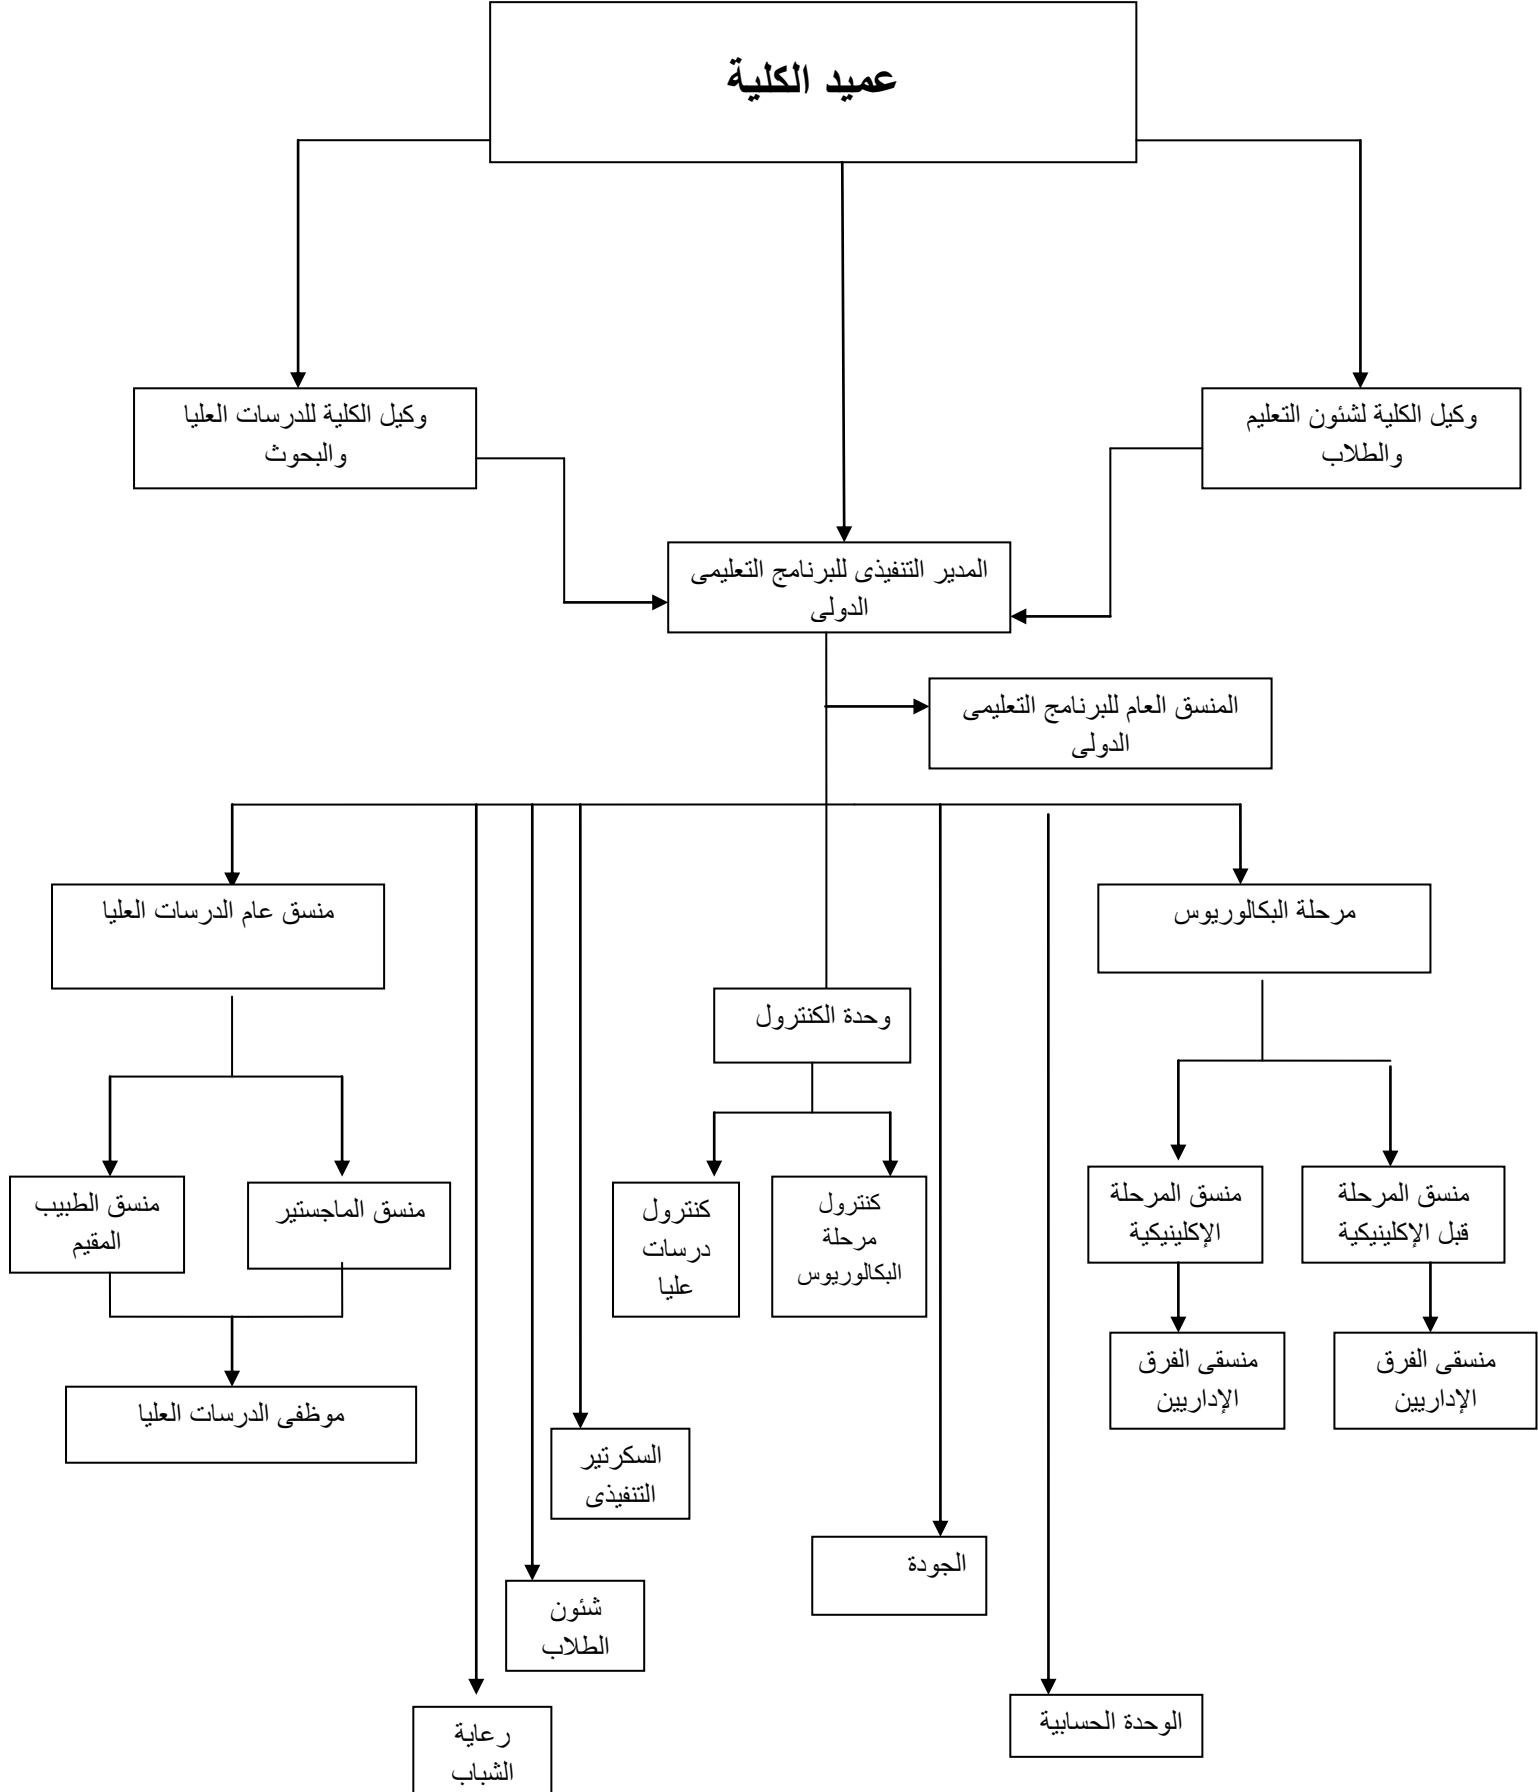 عميد الكلية
وكيل الكلية لشئون التعليم
والطلاب
وكيل الكلية للدرسات العليا
والبحوث
المدير التنفيذى للبرنامج التعليمى
الدولى
المنسق العام للبرنامج التعليمى
الدولى
مرحلة البكالوريوس
منسق عام الدرسات العليا
وحدة الكنترول
منسق المرحلة
قبل الإكلينيكية
منسق المرحلة
الإكلينيكية
كنترول
مرحلة
البكالوريوس
كنترول
درسات
عليا
منسق الماجستير
منسق الطبيب
المقيم
منسقى الفرق
الإداريين
منسقى الفرق
الإداريين
موظفى الدرسات العليا
السكرتير
التنفيذى
الجودة
شئون
الطلاب
الوحدة الحسابية
رعاية
الشباب